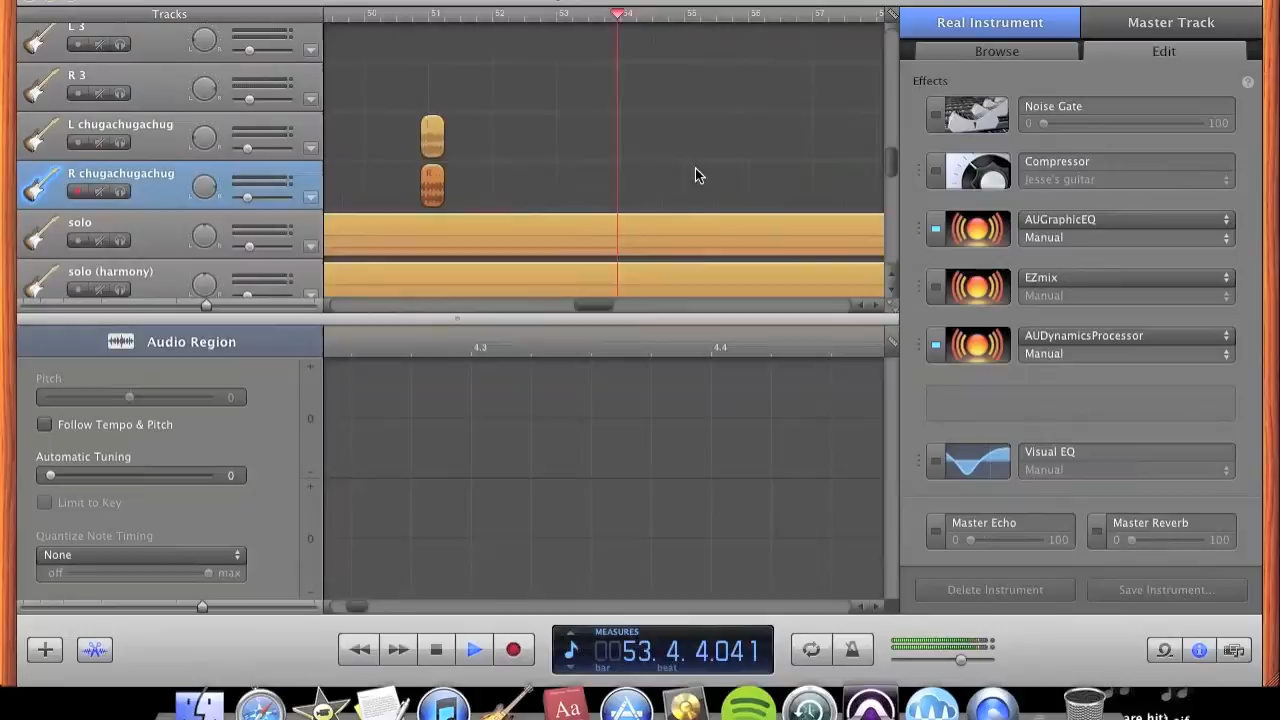 Tracks
50 51 52 53 54 55 56 57
Real Instrument
Master Track
Browse
Edit
L 3
R 3
L chugachugachug
R chugachugachug
solo
solo (harmony)
L R
L R
L R
L R
R
Effects
Noise Gate
0 100
Compressor
Jesse's guitar
AUGraphicEQ
Manual
EZmix
Manual
AUDynamicsProcessor
Manual
Visual EQ
Manual
Master Echo
0 100
Master Reverb
0 100
Delete Instrument
Save Instrument...
Audio Region
4.3 4.4
Pitch
0
Follow Tempo & Pitch
Automatic Tuning
0
Limit to Key
Quantize Note Timing
None
off max
0
0
MEASURES
0053. 4. 4.041
bar beat
Aa
are hit)